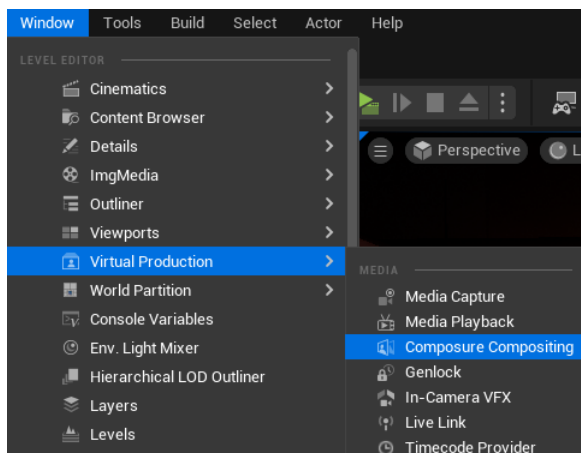 Window Tools Build Select Actor Help
LEVEL EDITOR
Cinematics
Content Browser
Details
ImgMedia
Outliner
Viewports
Virtual Production
World Partition
Console Variables
Env. Light Mixer
Hierarchical LOD Outliner
Layers
Levels
Perspective L
MEDIA
Media Capture
Media Playback
Composure Compositing
Genlock
In-Camera VFX
Live Link
Timecode Provider